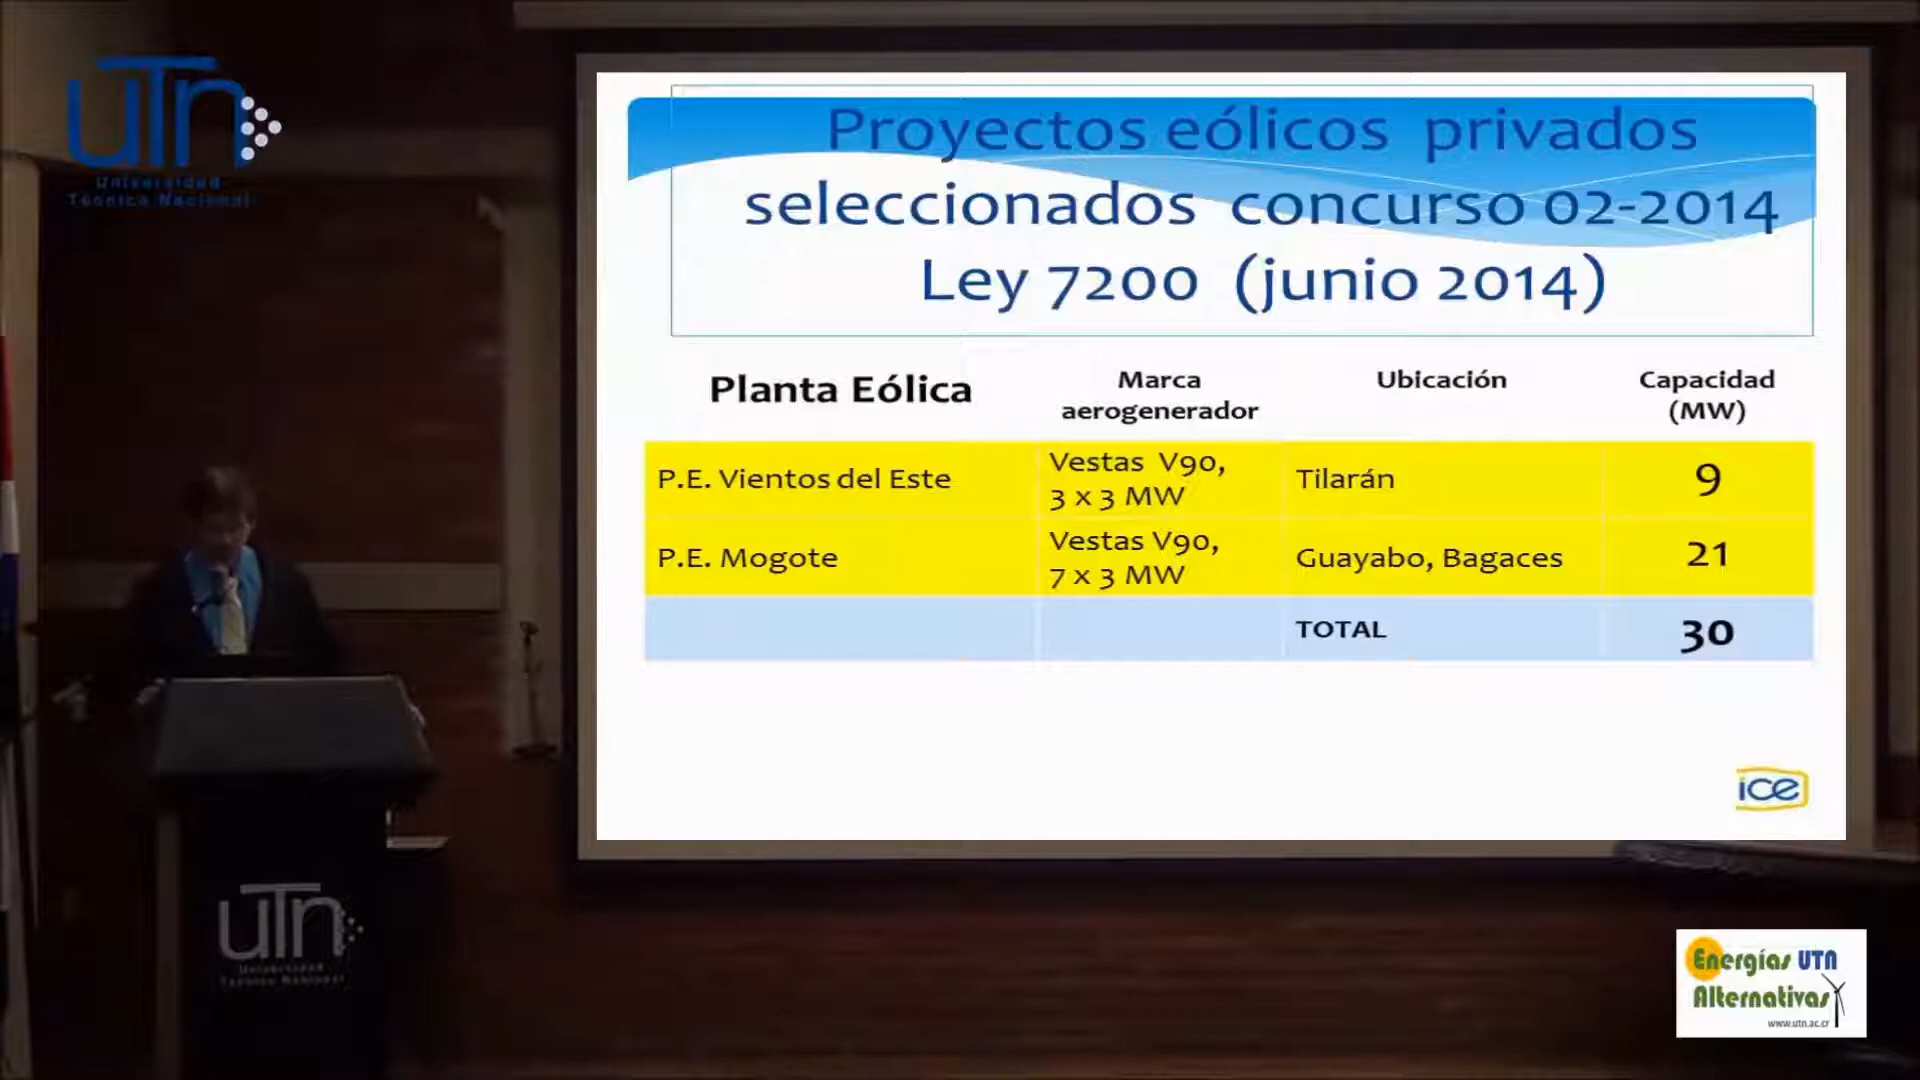 uTn
Universidad
Técnica Nacional
Proyectos eólicos privados
seleccionados concurso 02-2014
Ley 7200 (junio 2014)
Planta Eólica
Marca
aerogenerador
Ubicación
Capacidad
(MW)
P.E. Vientos del Este
Vestas V90,
3 x 3 MW
Tilarán
9
P.E. Mogote
Vestas V90,
7 x 3 MW
Guayabo, Bagaces
21
TOTAL
30
ice
uTn
Universidad
Técnica Nacional
Energías UTN
Alternativas
www.utn.ac.cr